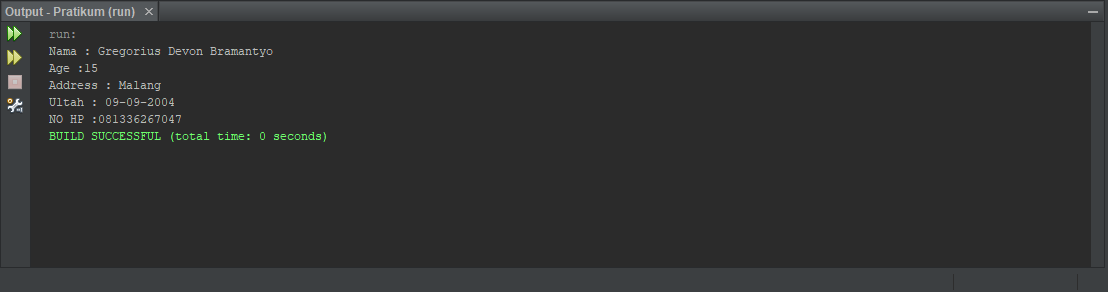 Output - Pratikum (run)
run:
Nama : Gregorius Devon Bramantyo
Age :15
Address : Malang
Ultah : 09-09-2004
NO HP :081336267047
BUILD SUCCESSFUL (total time: 0 seconds)